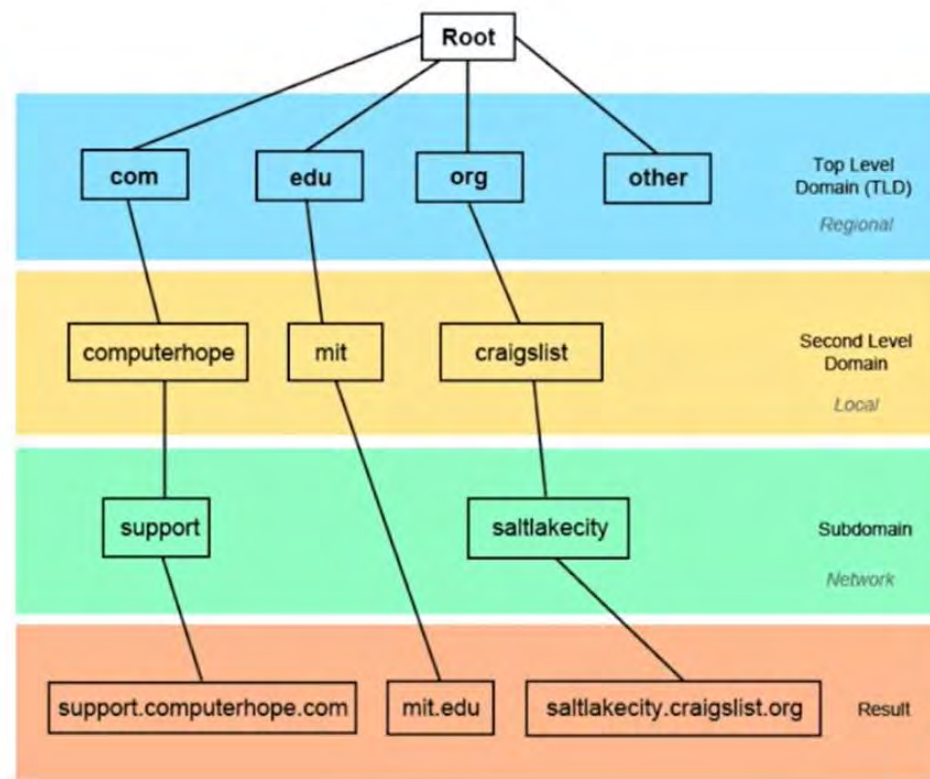 Root
com
edu
org
other
Top Level
Domain (TLD)
Regional
computerhope
mit
craigslist
Second Level
Domain
Local
support
saltlakecity
Subdomain
Network
support.computerhope.com
mit.edu
saltlakecity.craigslist.org
Result